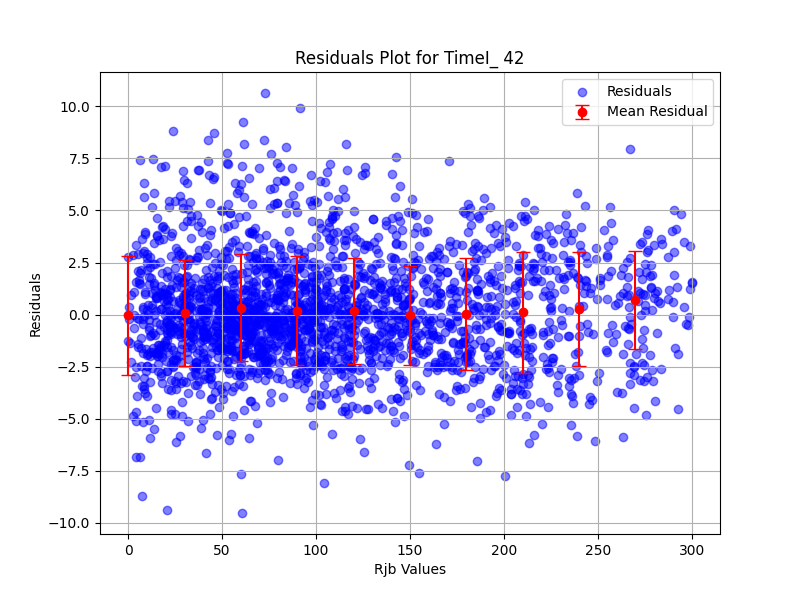 Residuals Plot for TimeI_ 42
Residuals
Mean Residual
10.0
7.5
5.0
2.5
0.0
−2.5
−5.0
−7.5
−10.0
Residuals
0 50 100 150 200 250 300
Rjb Values